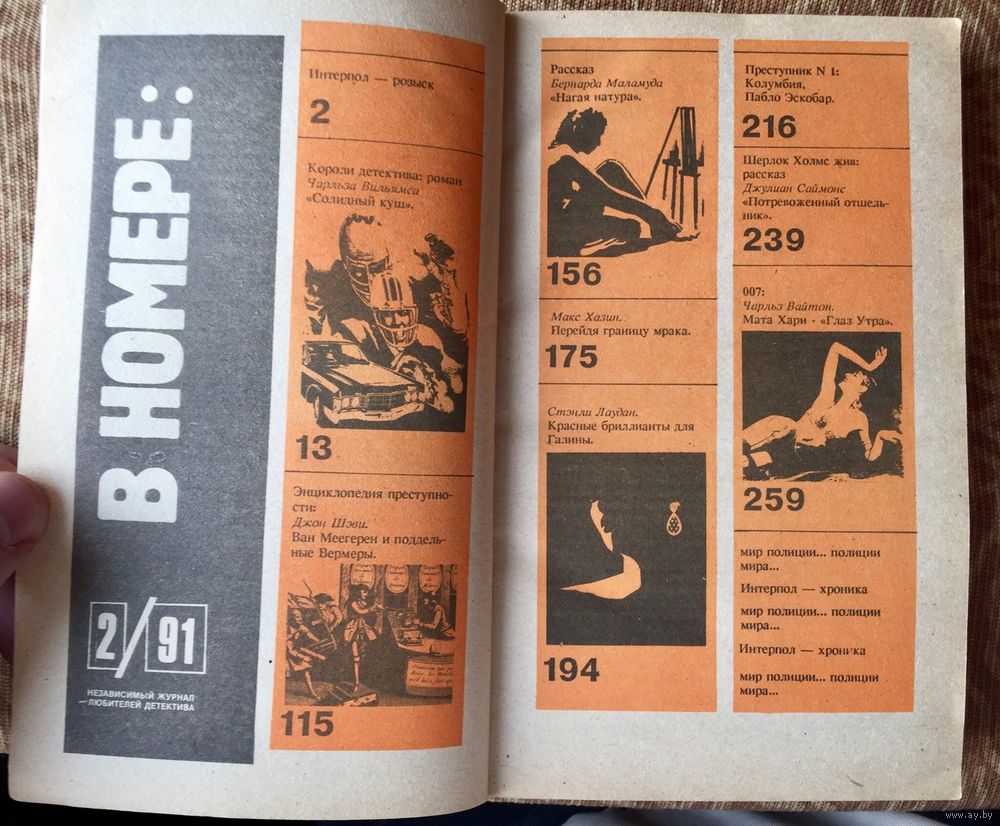 В НОМЕРЕ:
2/91
НЕЗАВИСИМЫЙ ЖУРНАЛ
ЛЮБИТЕЛЕЙ ДЕТЕКТИВА
Интерпол — розыск
2
Короли детектива: роман
Чарльза Вильямса
«Солидный куш».
13
Энциклопедия преступно-
сти:
Джон Шэви.
Ван Меегерен и поддель-
ные Вермеры.
115
Рассказ
Бернарда Маламуда
«Нагая натура».
156
Макс Хазин.
Перейдя границу мрака.
175
Стэнли Лаудан.
Красные бриллианты для
Галины.
194
Преступник N 1:
Колумбия,
Пабло Эскобар.
216
Шерлок Холмс жив:
рассказ
Джулиан Саймонс
«Потревоженный отшель-
ник».
239
007:
Чарльз Вайтон.
Мата Хари - «Глаз Утра».
259
мир полиции... полиции
мира...
Интерпол — хроника
мир полиции... полиции
мира...
Интерпол — хроника
мир полиции... полиции
мира...
www.ay.by